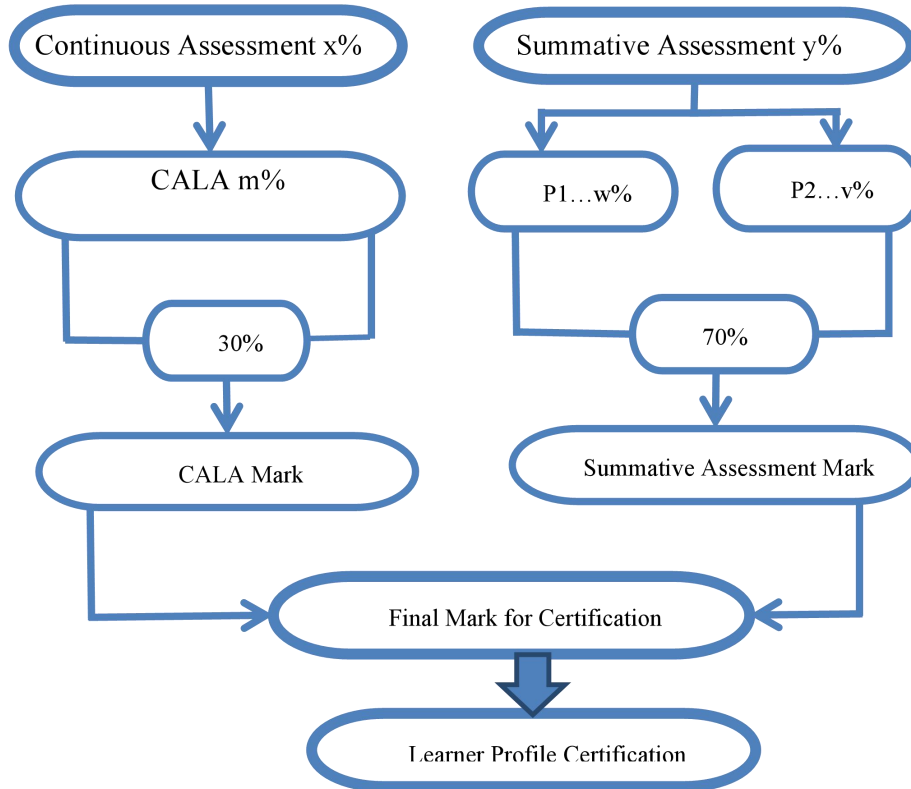 Continuous Assessment x%
Summative Assessment y%
CALA m%
P1…w%
P2…v%
30%
70%
CALA Mark
Summative Assessment Mark
Final Mark for Certification
Learner Profile Certification